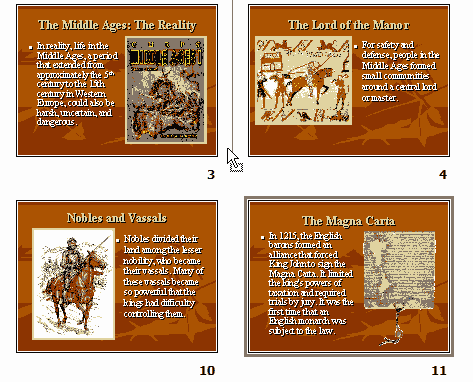 The Middle Ages: The Reality
In reality, life in the
Middle Ages, a period
that extended from
approximately the 5th
century to the 15th
century in Western
Europe, could also be
harsh, uncertain, and
dangerous.
3
The Lord of the Manor
For safety and
defense, people in the
Middle Ages formed
small communities
around a central lord
or master.
4
Nobles and Vassals
Nobles divided their
land among the lesser
nobility, who became
their vassals. Many of
these vassals became
so powerful that the
kings had difficulty
controlling them.
10
The Magna Carta
In 1215, the English
barons formed an
alliance that forced
King John to sign the
Magna Carta. It limited
the king's powers of
taxation and required
trials by jury. It was the
first time that an
English monarch was
subject to the law.
11